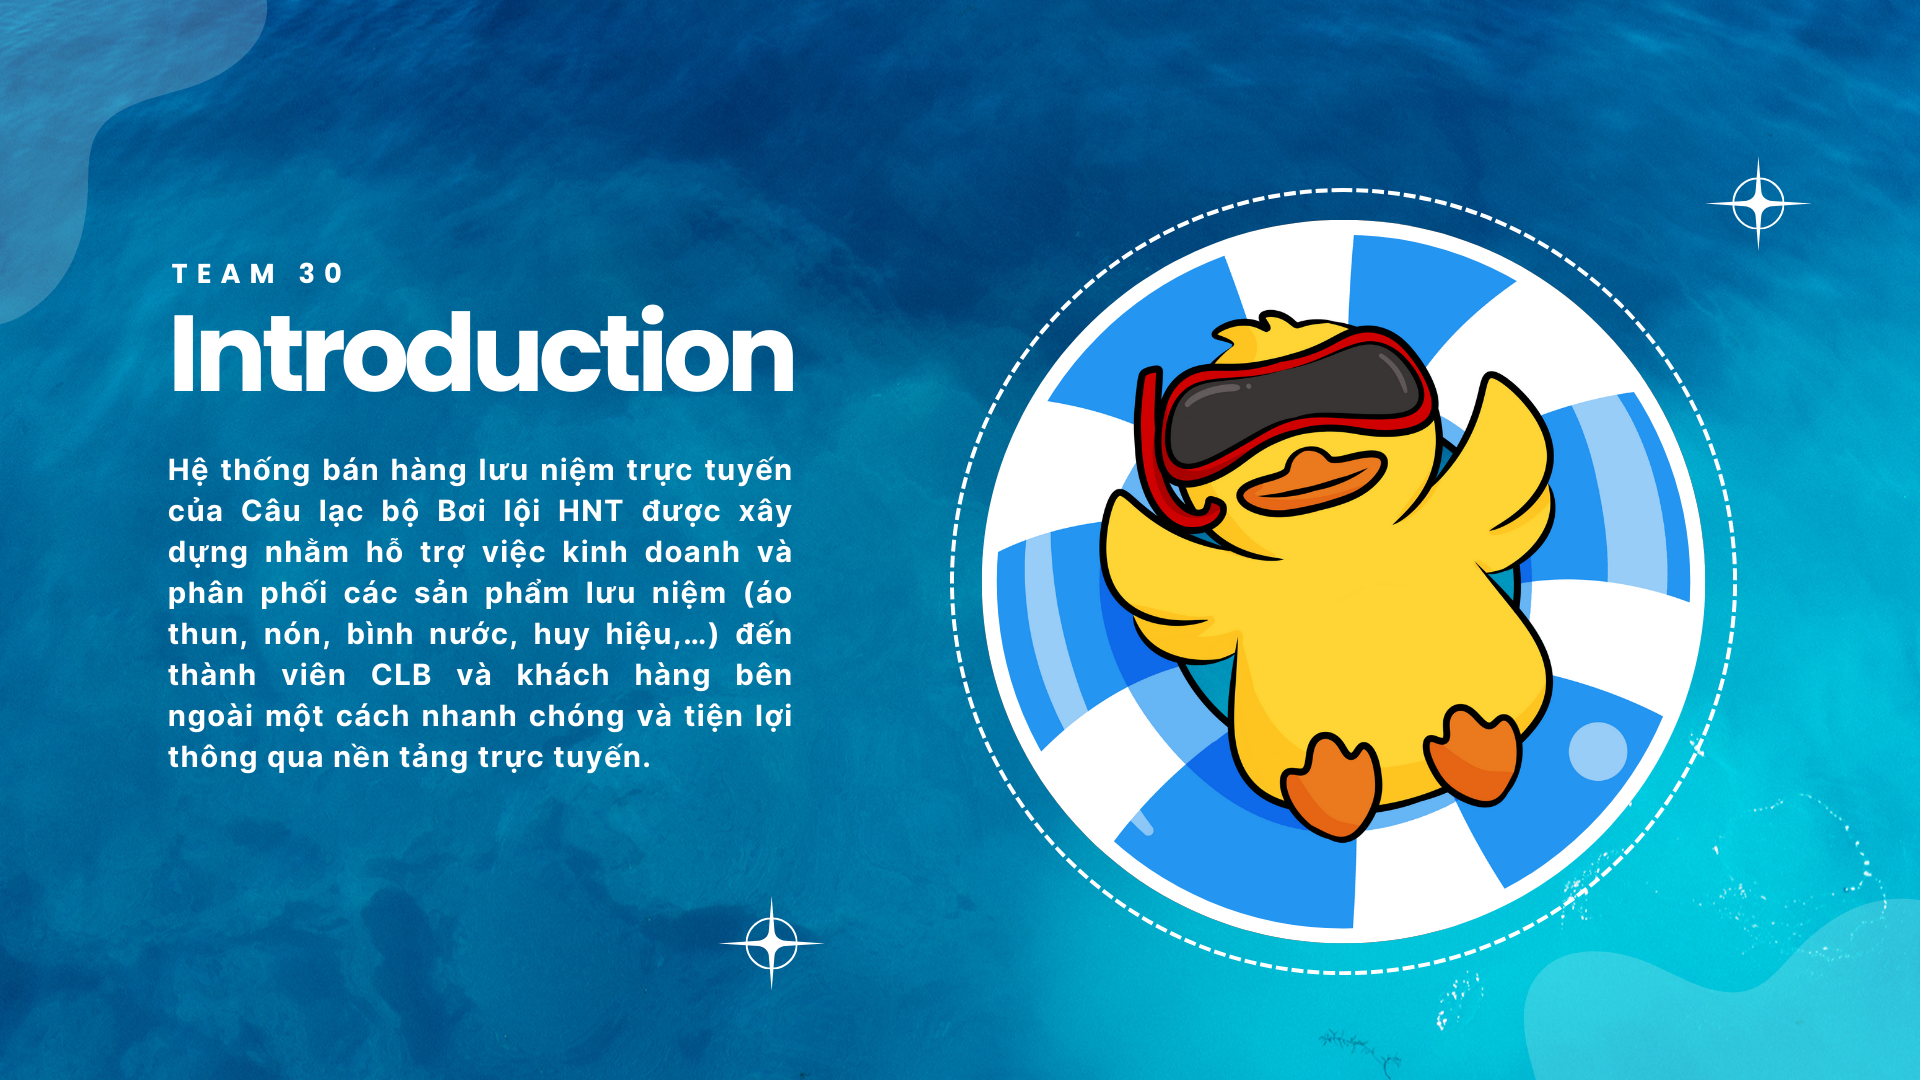 TEAM 30
Introduction
Hệ thống bán hàng lưu niệm trực tuyến
của Câu lạc bộ Bơi lội HNT được xây
dựng nhằm hỗ trợ việc kinh doanh và
phân phối các sản phẩm lưu niệm (áo
thun, nón, bình nước, huy hiệu,...) đến
thành viên CLB và khách hàng bên
ngoài một cách nhanh chóng và tiện lợi
thông qua nền tảng trực tuyến.